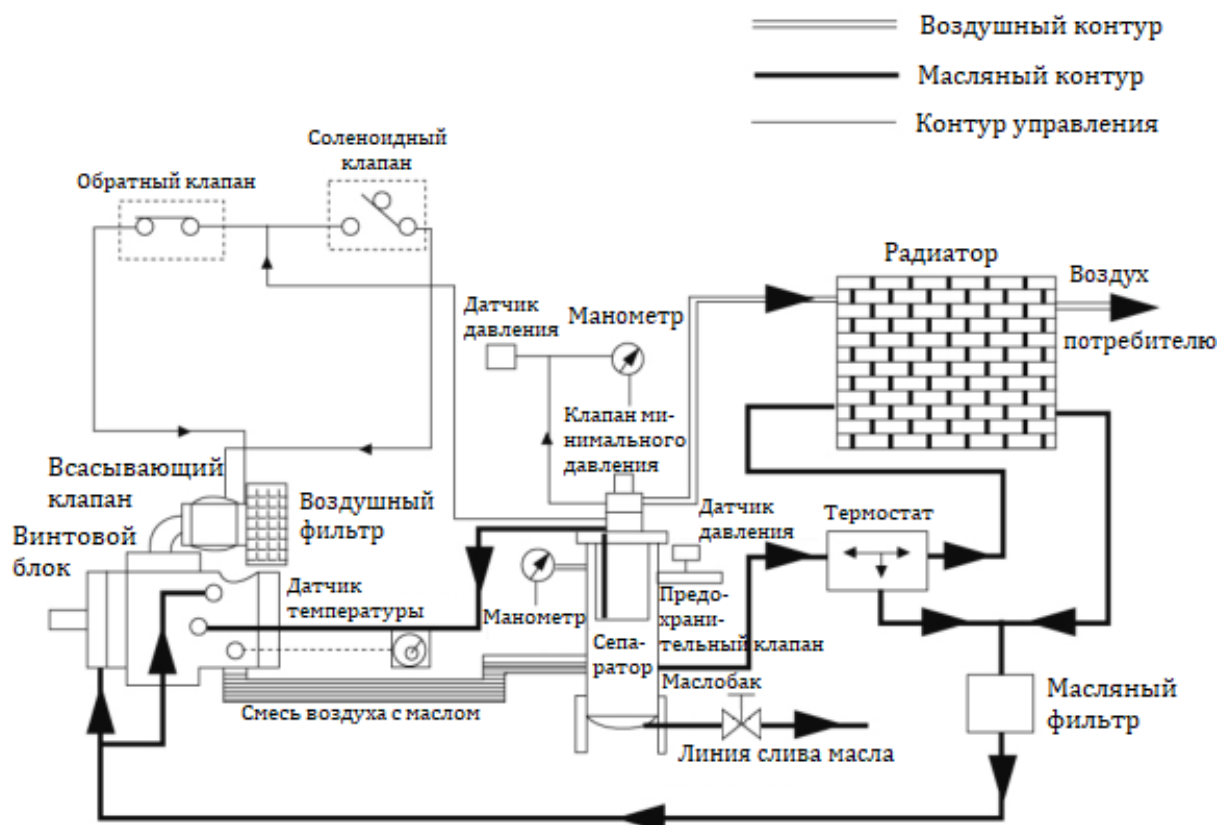 Воздушный контур
Масляный контур
Контур управления
Соленоидный
клапан
Обратный клапан
Радиатор
Воздух
потребителю
Датчик
давления
Манометр
Клапан ми-
нимального
давления
Всасывающий
клапан
Воздушный
фильтр
Датчик
давления
Термостат
Винтовой
блок
Датчик
температуры
Манометр
Предо-
хранि-
тельный клапан
Сепа-
ратор
Маслобак
Масляный
фильтр
Смесь воздуха с маслом
Линия слива масла